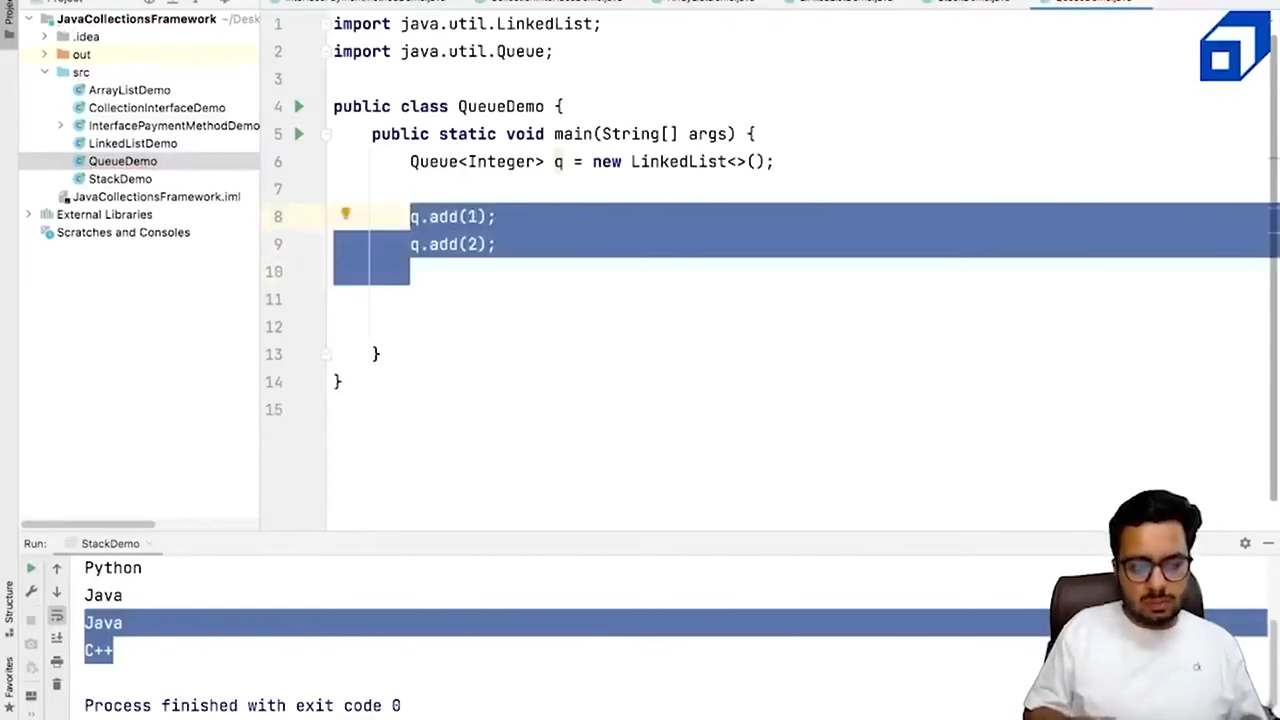 JavaCollectionsFramework ~/Desk
.idea
out
src
ArrayListDemo
CollectionInterfaceDemo
InterfacePaymentMethodDemo
LinkedListDemo
QueueDemo
StackDemo
JavaCollectionsFramework.iml
External Libraries
Scratches and Consoles
1 import java.util.LinkedList;
2 import java.util.Queue;
3
4 public class QueueDemo {
5 public static void main(String[] args) {
6 Queue<Integer> q = new LinkedList<>();
7
8 q.add(1);
9 q.add(2);
10
11
12
13 }
14 }
15
Run: StackDemo
Python
Java
Java
C++
Process finished with exit code 0
Structure
Favorites